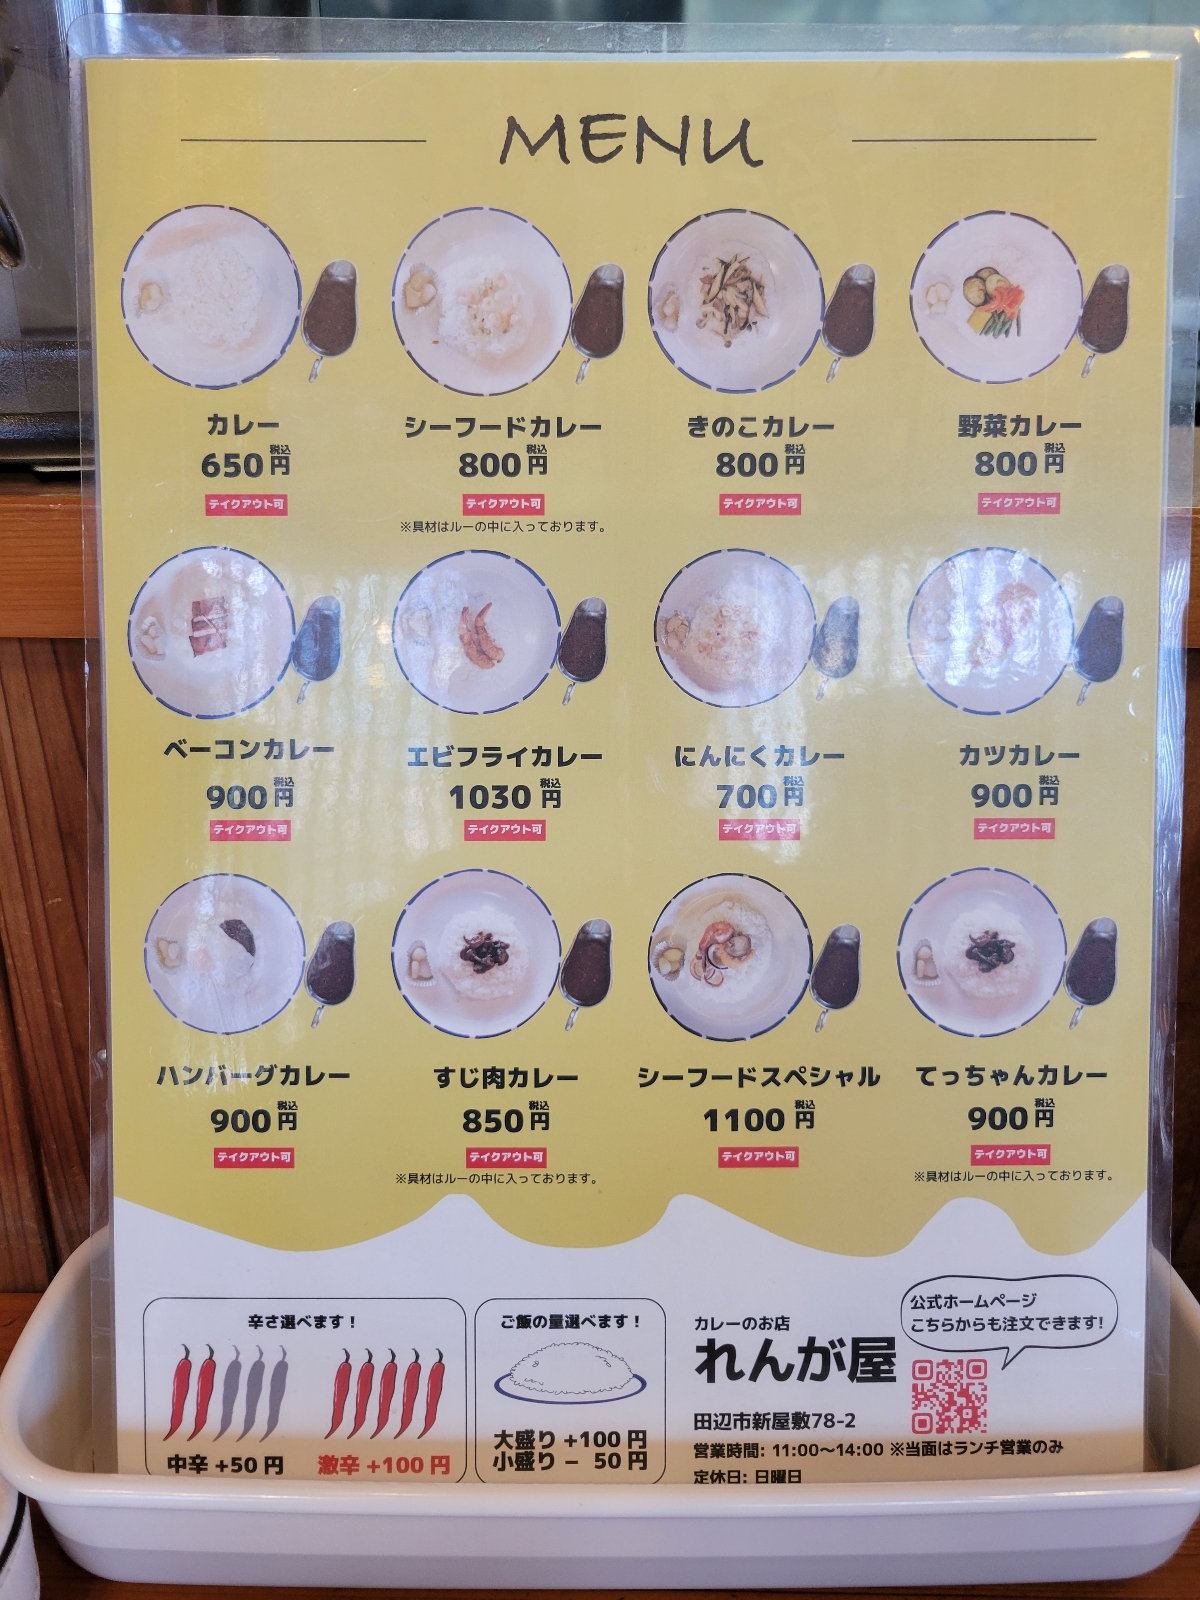 MENU
カレー
650円 税込
テイクアウト可
シーフードカレー
800円 税込
テイクアウト可
※具材はルーの中に入っております。
きのこカレー
800円 税込
テイクアウト可
野菜カレー
800円 税込
テイクアウト可
ベーコンカレー
900円 税込
テイクアウト可
エビフライカレー
1030円 税込
テイクアウト可
にんにくカレー
700円 税込
テイクアウト可
カツカレー
900円 税込
テイクアウト可
ハンバーグカレー
900円 税込
テイクアウト可
すじ肉カレー
850円 税込
テイクアウト可
※具材はルーの中に入っております。
シーフードスペシャル
1100円 税込
テイクアウト可
てっちゃんカレー
900円 税込
テイクアウト可
※具材はルーの中に入っております。
辛さ選べます!
中辛 +50 円
激辛 +100 円
ご飯の量選べます!
大盛り +100 円
小盛り − 50 円
カレーのお店
れんが屋
公式ホームページ
こちらからも注文できます!
田辺市新屋敷78-2
営業時間: 11:00～14:00 ※当面はランチ営業のみ
定休日: 日曜日